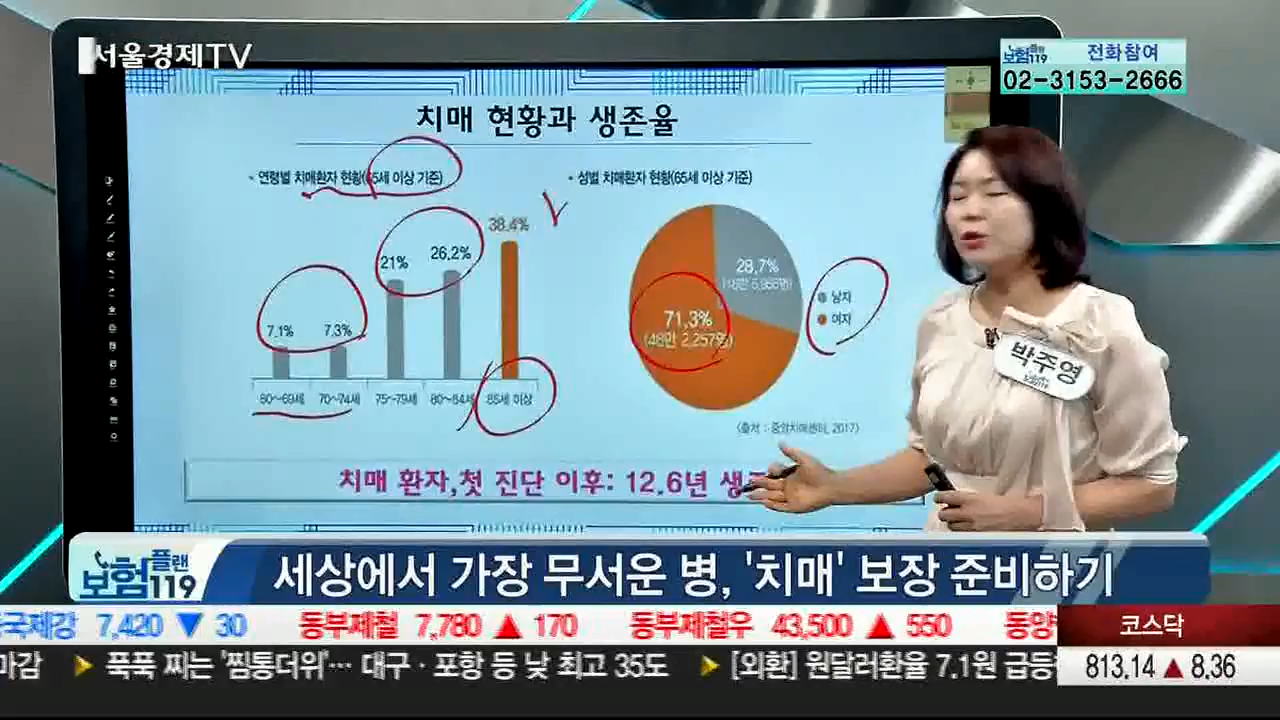 서울경제TV
보험플랜119
전화참여
02-3153-2666
치매 현황과 생존율
• 연령별 치매환자 현황(65세 이상 기준)
• 성별 치매환자 현황(65세 이상 기준)
7.1%
7.3%
21%
26.2%
38.4%
60~69세
70~74세
75~79세
80~84세
85세 이상
28.7%
71.3%
(46만 2,257명)
남자
여자
(출처 : 중앙치매센터, 2017)
치매 환자,첫 진단 이후: 12.6년
박주영
보험플랜119
세상에서 가장 무서운 병, '치매' 보장 준비하기
국제강 7,420 ▼ 30 동부제철 7,780 ▲ 170 동부제철우 43,500 ▲ 550 동양
코스닥
마감 ▶ 푹푹 찌는 '찜통더위'… 대구·포항 등 낮 최고 35도 ▶ [외환] 원달러환율 7.1원 급등
813.14 ▲ 8.36